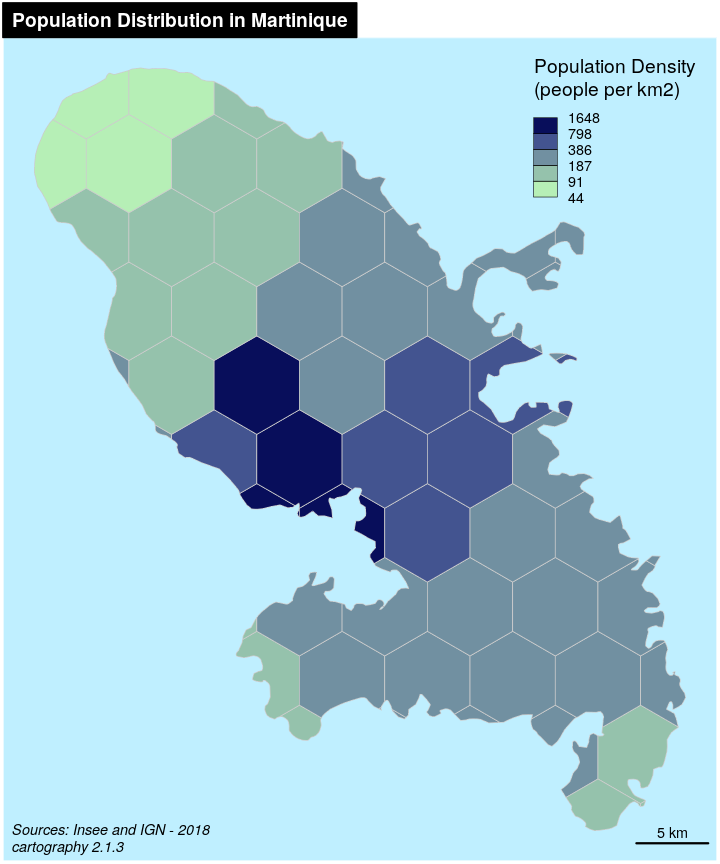 Population Distribution in Martinique
Population Density
(people per km2)
1648
798
386
187
91
44
Sources: Insee and IGN - 2018
cartography 2.1.3
5 km